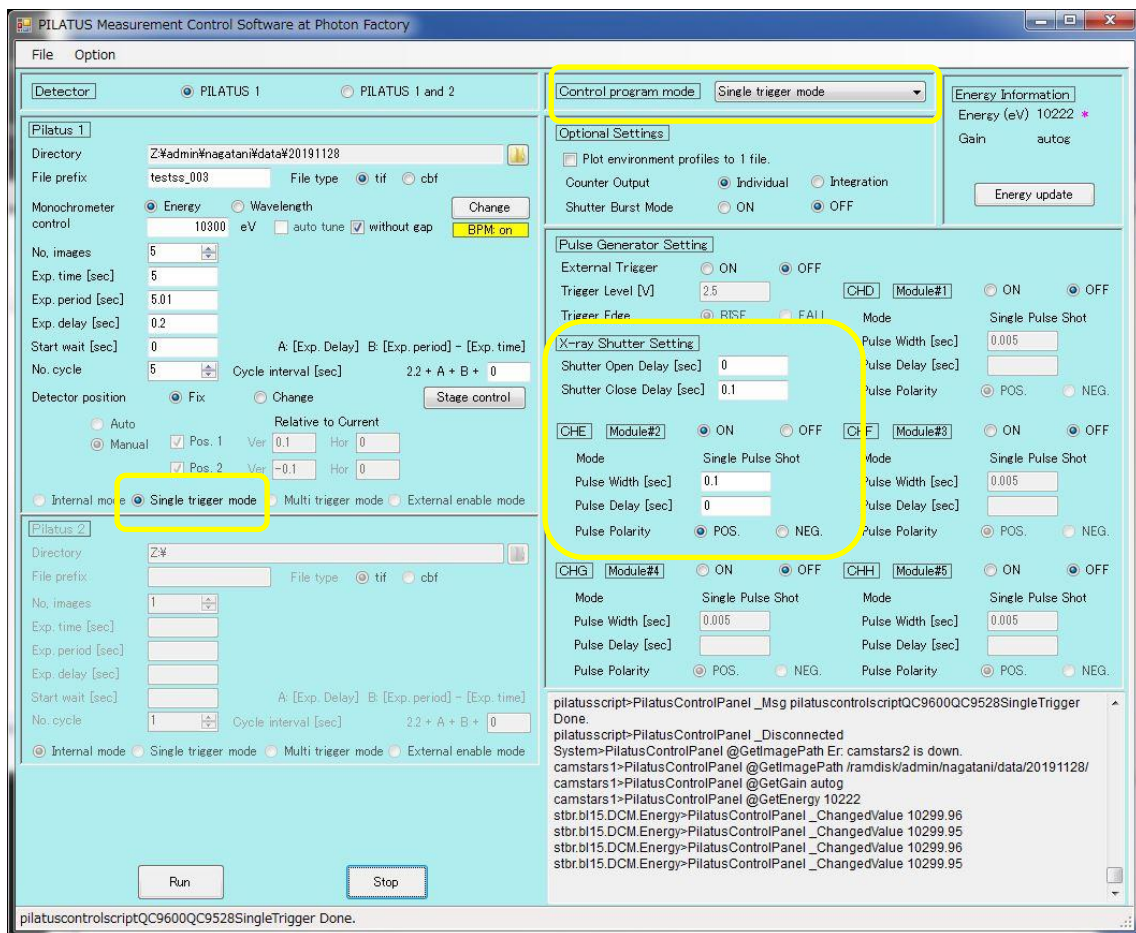 PILATUS Measurement Control Software at Photon Factory
File Option
Detector PILATUS 1 PILATUS 1 and 2
Pilatus 1
Directory Z:¥admin¥nagatani¥data¥20191128
File prefix testss_003 File type tif cbf
Monochrometer control Energy Wavelength Change
10300 eV auto tune without gap BPM: on
No, images 5
Exp. time [sec] 5
Exp. period [sec] 5.01
Exp. delay [sec] 0.2
Start wait [sec] 0 A: [Exp. Delay] B: [Exp. period] - [Exp. time]
No. cycle 5 Cycle interval [sec] 2.2 + A + B + 0
Detector position Fix Change Stage control
Auto Relative to Current
Manual Pos. 1 Ver 0.1 Hor 0
Pos. 2 Ver -0.1 Hor 0
Internal mode Single trigger mode Multi trigger mode External enable mode
Pilatus 2
Directory Z:¥
File prefix File type tif cbf
No, images 1
Exp. time [sec]
Exp. period [sec]
Exp. delay [sec]
Start wait [sec] A: [Exp. Delay] B: [Exp. period] - [Exp. time]
No. cycle 1 Cycle interval [sec] 2.2 + A + B + 0
Internal mode Single trigger mode Multi trigger mode External enable mode
Run Stop
Control program mode Single trigger mode
Optional Settings
Plot environment profiles to 1 file.
Counter Output Individual Integration
Shutter Burst Mode ON OFF
Energy Information
Energy (eV) 10222 *
Gain autog
Energy update
Pulse Generator Setting
External Trigger ON OFF
Trigger Level [V] 2.5
Trigger Edge RISE FALL
X-ray Shutter Setting
Shutter Open Delay [sec] 0
Shutter Close Delay [sec] 0.1
CHD Module#1 ON OFF
Mode Single Pulse Shot
Pulse Width [sec] 0.005
Pulse Delay [sec]
Pulse Polarity POS. NEG.
CHE Module#2 ON OFF
Mode Single Pulse Shot
Pulse Width [sec] 0.1
Pulse Delay [sec] 0
Pulse Polarity POS. NEG.
CHF Module#3 ON OFF
Mode Single Pulse Shot
Pulse Width [sec] 0.005
Pulse Delay [sec]
Pulse Polarity POS. NEG.
CHG Module#4 ON OFF
Mode Single Pulse Shot
Pulse Width [sec] 0.005
Pulse Delay [sec]
Pulse Polarity POS. NEG.
CHH Module#5 ON OFF
Mode Single Pulse Shot
Pulse Width [sec] 0.005
Pulse Delay [sec]
Pulse Polarity POS. NEG.
pilatusscript>PilatusControlPanel _Msg pilatuscontrolscriptQC9600QC9528SingleTrigger
Done.
pilatusscript>PilatusControlPanel _Disconnected
System>PilatusControlPanel @GetImagePath Er: camstars2 is down.
camstars1>PilatusControlPanel @GetImagePath /ramdisk/admin/nagatani/data/20191128/
camstars1>PilatusControlPanel @GetGain autog
camstars1>PilatusControlPanel @GetEnergy 10222
stbr.bl15.DCM.Energy>PilatusControlPanel _ChangedValue 10299.96
stbr.bl15.DCM.Energy>PilatusControlPanel _ChangedValue 10299.95
stbr.bl15.DCM.Energy>PilatusControlPanel _ChangedValue 10299.96
stbr.bl15.DCM.Energy>PilatusControlPanel _ChangedValue 10299.95
pilatuscontrolscriptQC9600QC9528SingleTrigger Done.